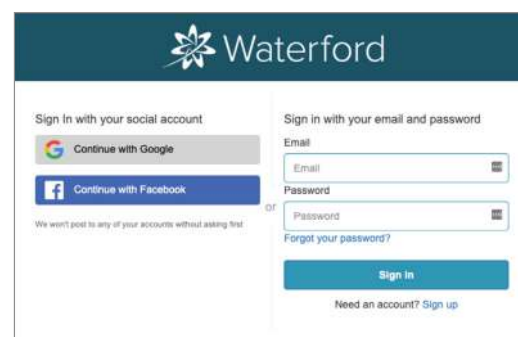 Waterford
Sign In with your social account
Continue with Google
Continue with Facebook
We won't post to any of your accounts without asking first
or
Sign in with your email and password
Email
Email
Password
Password
Forgot your password?
Sign In
Need an account? Sign up